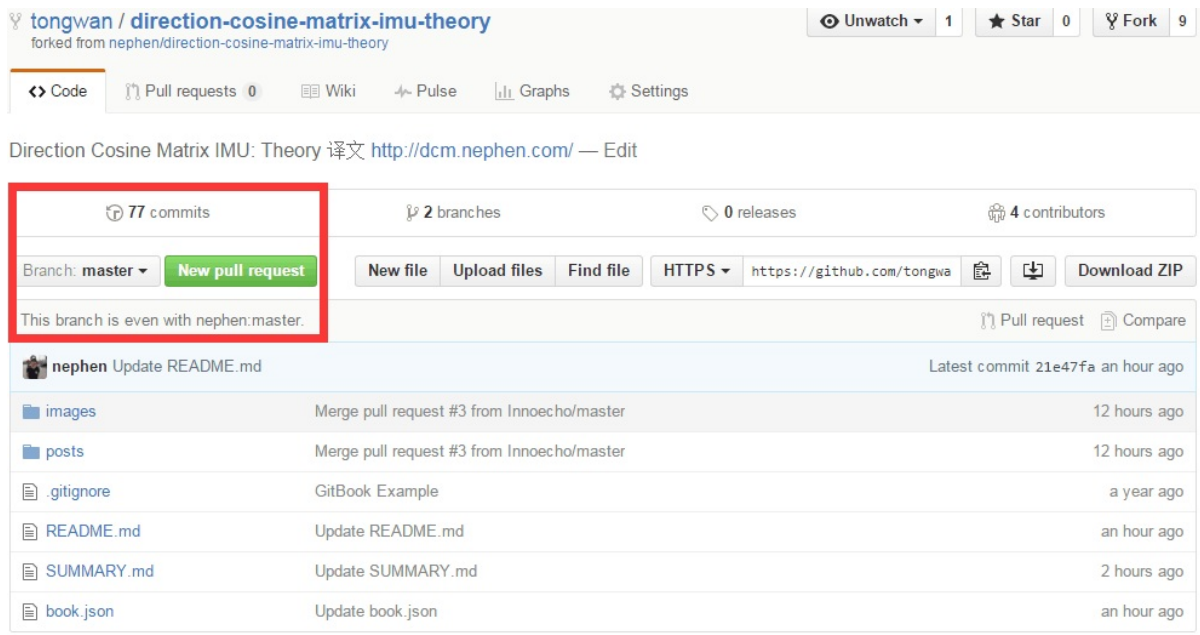 tongwan / direction-cosine-matrix-imu-theory Unwatch 1 Star 0 Fork 9
forked from nephen/direction-cosine-matrix-imu-theory
Code Pull requests 0 Wiki Pulse Graphs Settings
Direction Cosine Matrix IMU: Theory 译文 http://dcm.nephen.com/ — Edit
77 commits 2 branches 0 releases 4 contributors
Branch: master New pull request New file Upload files Find file HTTPS https://github.com/tongwa Download ZIP
This branch is even with nephen:master. Pull request Compare
nephen Update README.md Latest commit 21e47fa an hour ago
images Merge pull request #3 from Innoecho/master 12 hours ago
posts Merge pull request #3 from Innoecho/master 12 hours ago
.gitignore GitBook Example a year ago
README.md Update README.md an hour ago
SUMMARY.md Update SUMMARY.md 2 hours ago
book.json Update book.json an hour ago